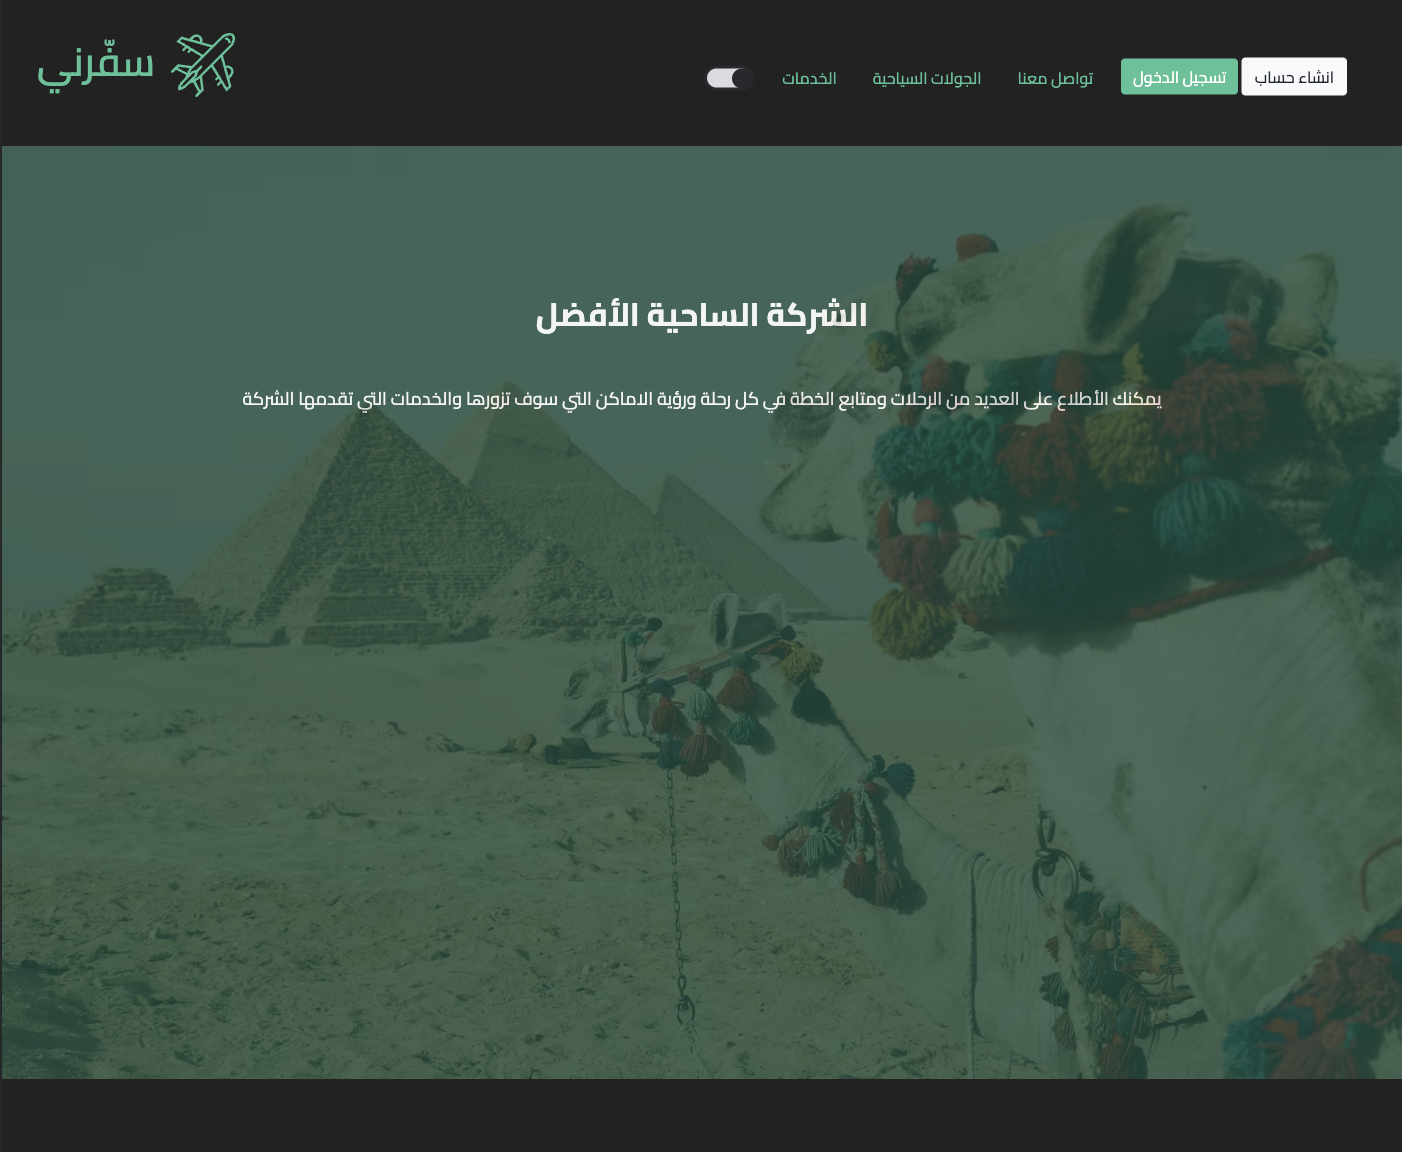 سفّرني
انشاء حساب تسجيل الدخول تواصل معنا الجولات السياحية الخدمات
الشركة الساحية الأفضل
يمكنك الأطلاع على العديد من الرحلات ومتابع الخطة في كل رحلة ورؤية الاماكن التي سوف تزورها والخدمات التي تقدمها الشركة